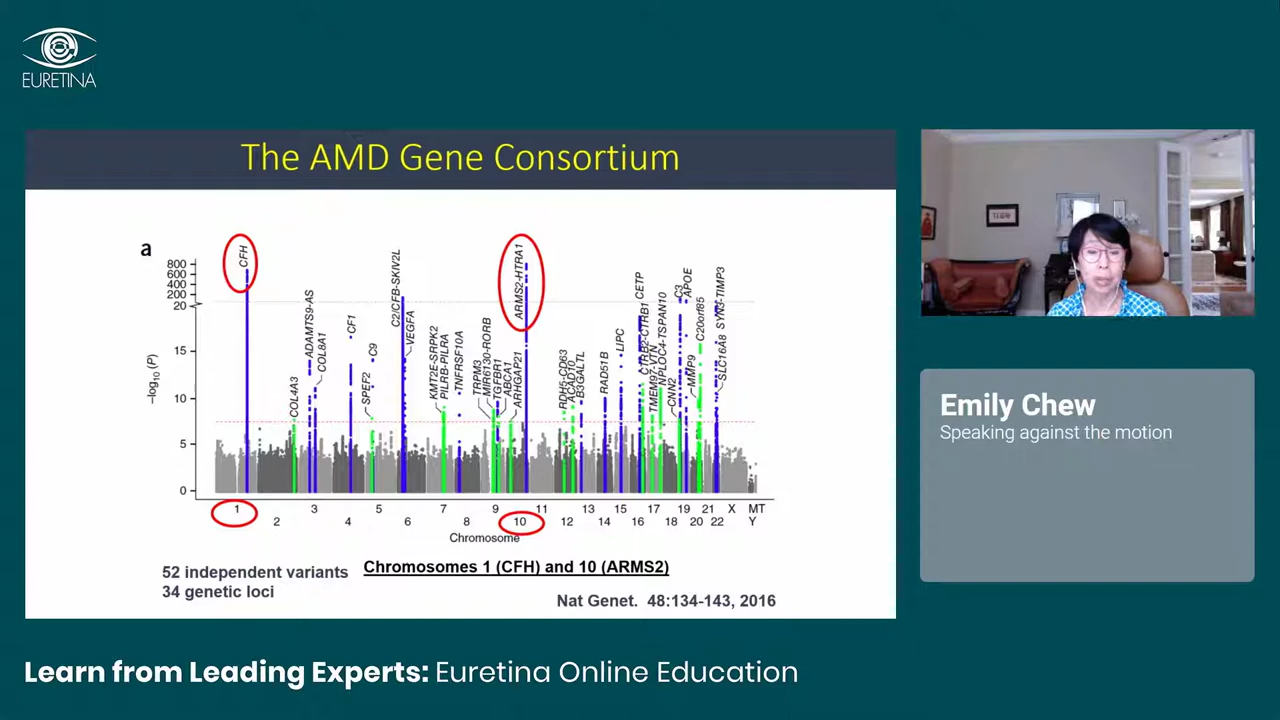 EURETINA
The AMD Gene Consortium
a
CFH
ARMS2-HTRA1
C2/CFB-SKIV2L
VEGFA
ADAMTS9-AS
COL8A1
COL4A3
CF1
C9
SPEF2
KMT2E-SRPK2
PILRB-PILRA
TNFRSF10A
TRPM3
MIR6130-RORB
TGFBR1
ABCA1
ARHGAP21
RDH5-CD63
ACAD10
B3GALTL
RAD51B
LIPC
CETP
CTRB2-CTRB1
TMEM97-VTN
NPLOC4-TSPAN10
CNN2
C3
APOE
MMP9
C20orf85
SYN3-TIMP3
SLC16A8
800
600
400
200
20
15
10
5
0
−log10 (P)
1 3 5 7 9 11 13 15 17 19 21 X MT
2 4 6 8 10 12 14 16 18 20 22 Y
Chromosome
52 independent variants
34 genetic loci
Chromosomes 1 (CFH) and 10 (ARMS2)
Nat Genet. 48:134-143, 2016
Emily Chew
Speaking against the motion
Learn from Leading Experts: Euretina Online Education